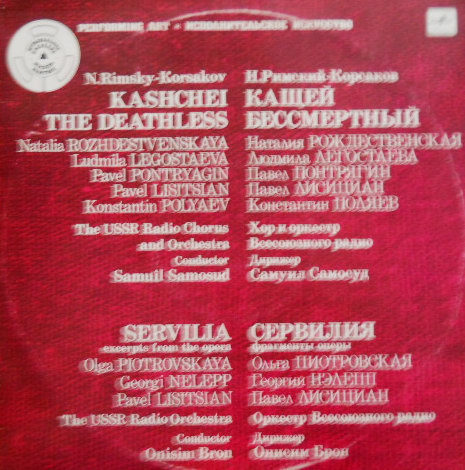 PERFORMING ART • ИСПОЛНИТЕЛЬСКОЕ ИСКУССТВО
N.Rimsky-Korsakov
KASHCHEI
THE DEATHLESS
Natalia ROZHDESTVENSKAYA
Ludmila LEGOSTAEVA
Pavel PONTRYAGIN
Pavel LISITSIAN
Konstantin POLYAEV
The USSR Radio Chorus
and Orchestra
Conductor
Samuil Samosud
SERVILIA
excerpts from the opera
Olga PIOTROVSKAYA
Georgi NELEPP
Pavel LISITSIAN
The USSR Radio Orchestra
Conductor
Onisim Bron
Н.Римский-Корсаков
КАЩЕЙ
БЕССМЕРТНЫЙ
Наталия РОЖДЕСТВЕНСКАЯ
Людмила ЛЕГОСТАЕВА
Павел ПОНТРЯГИН
Павел ЛИСИЦИАН
Константин ПОЛЯЕВ
Хор и оркестр
Всесоюзного радио
Дирижер
Самуил Самосуд
СЕРВИЛИЯ
фрагменты оперы
Ольга ПИОТРОВСКАЯ
Георгий НЭЛЕПП
Павел ЛИСИЦИАН
Оркестр Всесоюзного радио
Дирижер
Онисим Брон